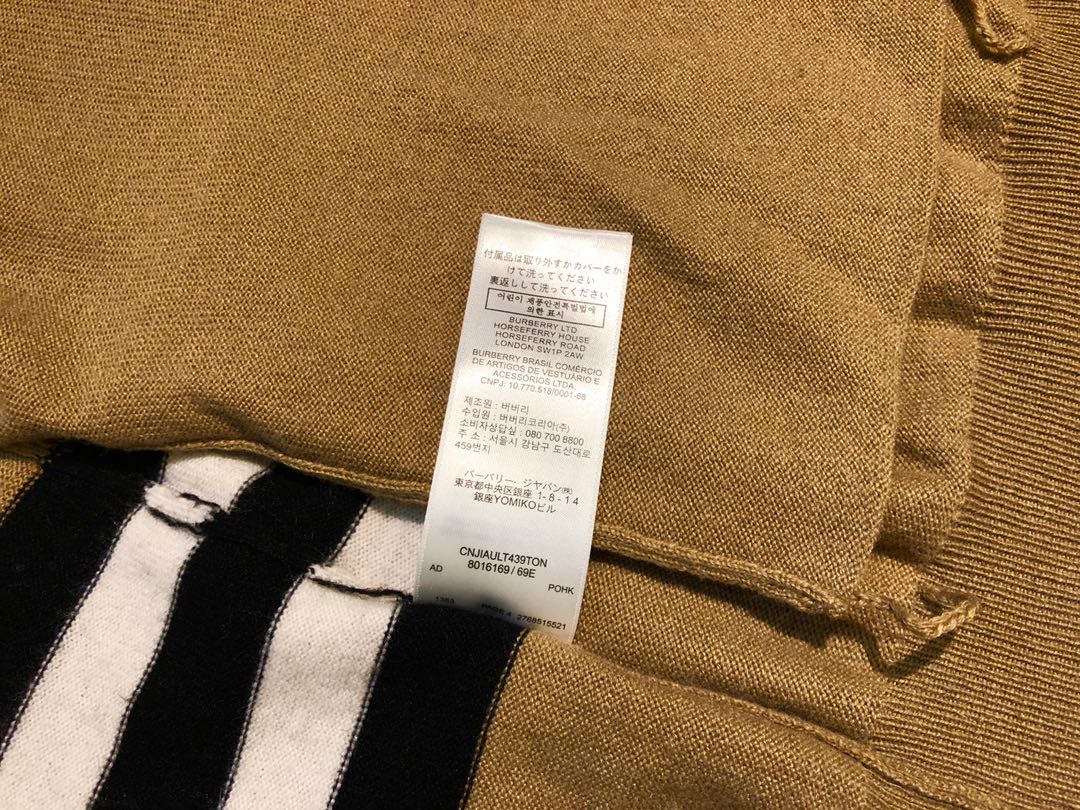 付属品は取り外すかカバーをか
けて洗ってください
裏返しして洗ってください
어린이 제품안전특별법에
의한 표시
BURBERRY LTD
HORSEFERRY HOUSE
HORSEFERRY ROAD
LONDON SW1P 2AW
BURBERRY BRASIL COMÉRCIO
DE ARTIGOS DE VESTUÁRIO E
ACESSÓRIOS LTDA.
CNPJ: 10.770.518/0001-68
제조원 : 버버리
수입원 : 버버리코리아(주)
소비자상담실 : 080 700 8800
주 소 : 서울시 강남구 도산대로
459번지
バーバリー・ジャパン(株)
東京都中央区銀座 1-8-14
銀座YOMIKOビル
CNJIAULT439TON
AD 8016169 / 69E
POHK
1353 PAGE 4 2768515521